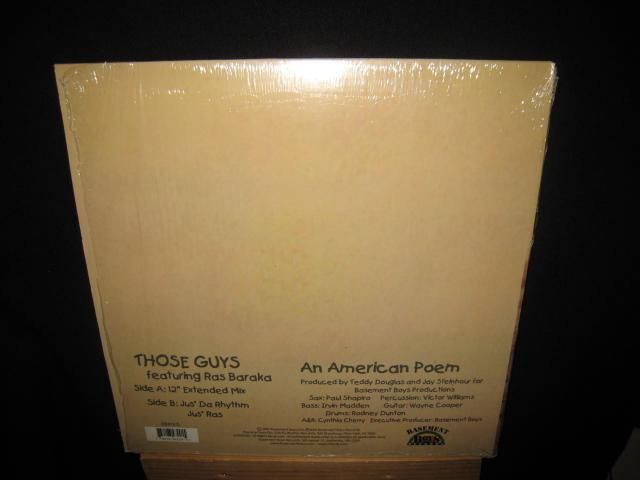 THOSE GUYS
featuring Ras Baraka
Side A: 12" Extended Mix
Side B: Jus' Da Rhythm
Jus' Ras
An American Poem
Produced by Teddy Douglas and Jay Steinhour for
Basement Boys Productions
Sax: Paul Shapiro Percussion: Victor Williams
Bass: Irvin Madden Guitar: Wayne Cooper
Drums: Rodney Dunton
A&R: Cynthia Cherry Executive Producer: Basement Boys
BASEMENT
BOYS